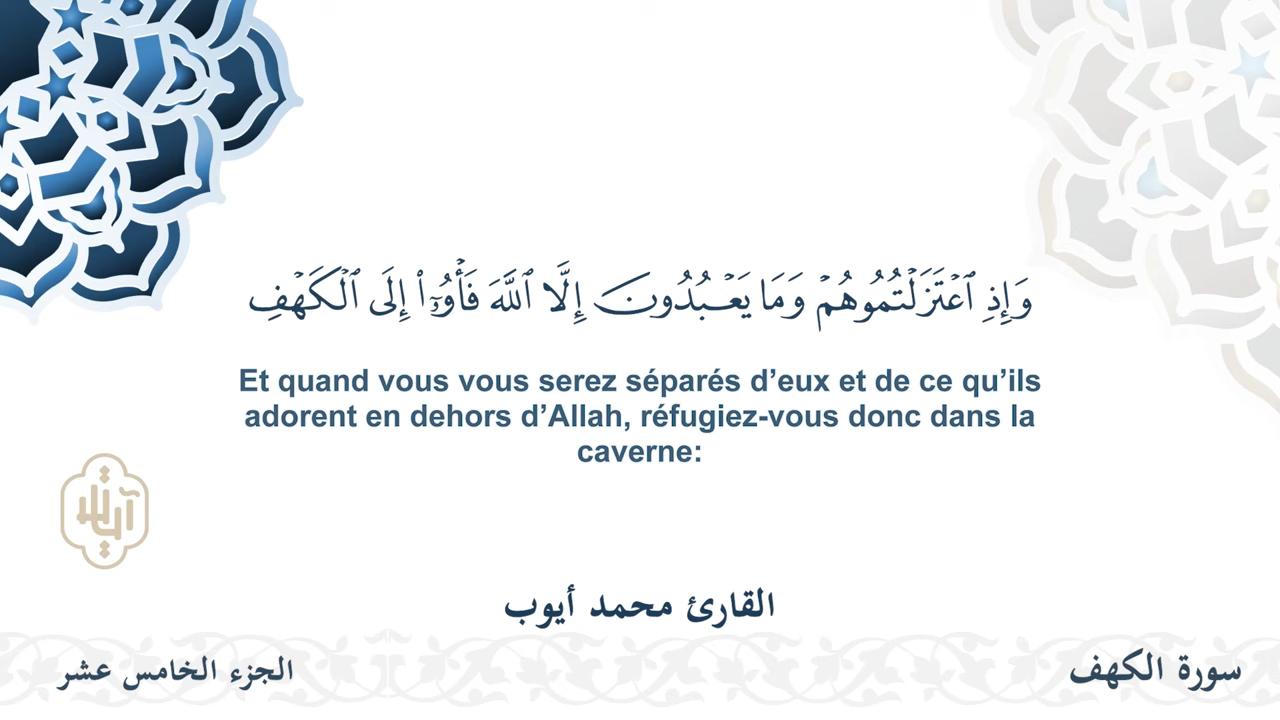 وَإِذِ ٱعۡتَزَلۡتُمُوهُمۡ وَمَا يَعۡبُدُونَ إِلَّا ٱللَّهَ فَأۡوُۥٓاْ إِلَى ٱلۡكَهۡفِ
Et quand vous vous serez séparés d’eux et de ce qu’ils
adorent en dehors d’Allah, réfugiez-vous donc dans la
caverne:
القارئ محمد أيوب
سورة الكهف
الجزء الخامس عشر